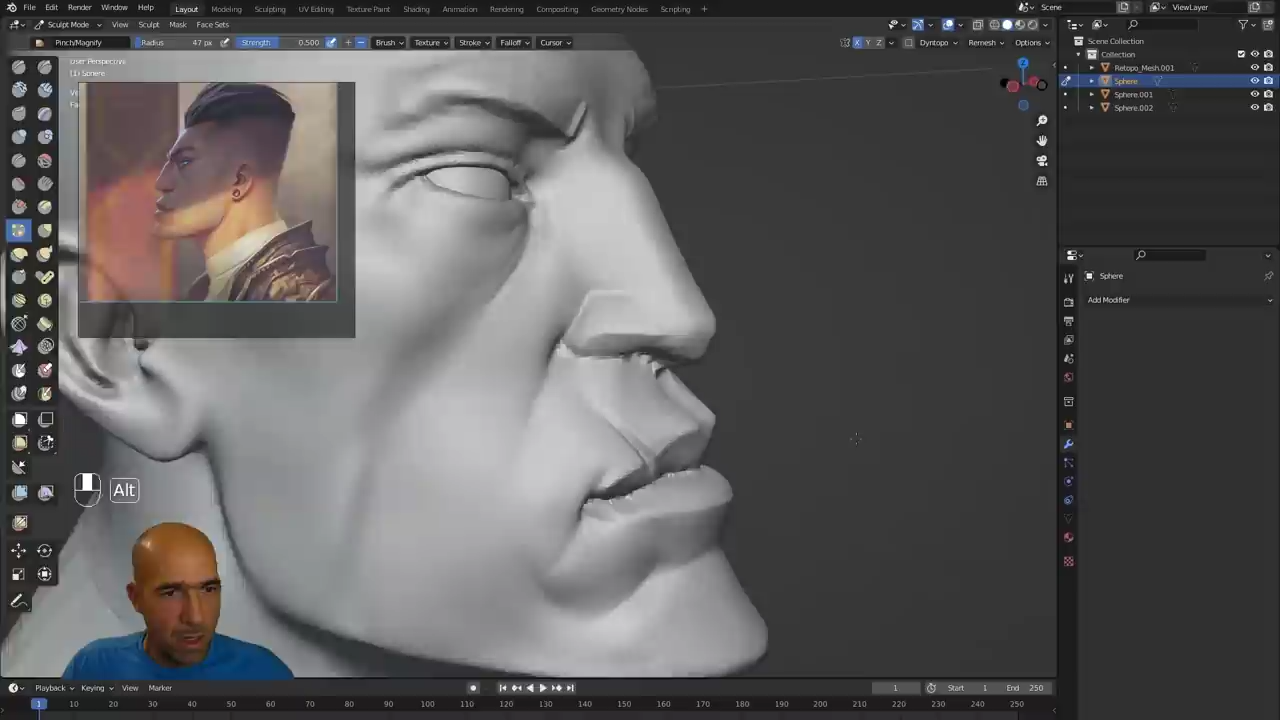 File Edit Render Window Help Layout Modeling Sculpting UV Editing Texture Paint Shading Animation Rendering Compositing Geometry Nodes Scripting + Scene ViewLayer
Sculpt Mode View Sculpt Mask Face Sets
Pinch/Magnify Radius 47 px Strength 0.500 + − Brush Texture Stroke Falloff Cursor X Y Z Dyntopo Remesh Options
User Perspective
(1) Sphere
Z
Scene Collection
Collection
Retopo_Mesh.001
Sphere
Sphere.001
Sphere.002
Sphere
Add Modifier
Alt
Playback Keying View Marker 1 Start 1 End 250
1 10 20 30 40 50 60 70 80 90 100 110 120 130 140 150 160 170 180 190 200 210 220 230 240 250